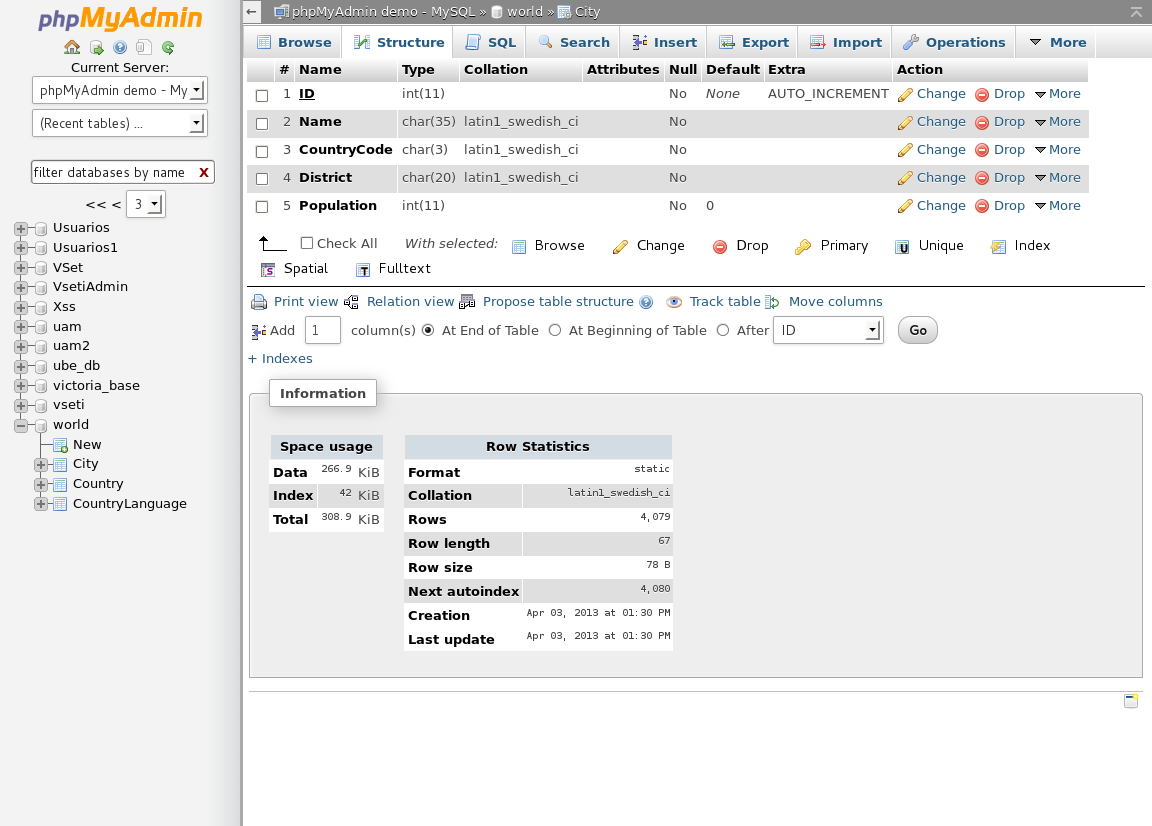 phpMyAdmin
Current Server:
phpMyAdmin demo - My
(Recent tables) ...
filter databases by name X
<< < 3
Usuarios
Usuarios1
VSet
VsetiAdmin
Xss
uam
uam2
ube_db
victoria_base
vseti
world
New
City
Country
CountryLanguage
← phpMyAdmin demo - MySQL » world » City
Browse Structure SQL Search Insert Export Import Operations More
# Name Type Collation Attributes Null Default Extra Action
1 ID int(11) No None AUTO_INCREMENT Change Drop More
2 Name char(35) latin1_swedish_ci No Change Drop More
3 CountryCode char(3) latin1_swedish_ci No Change Drop More
4 District char(20) latin1_swedish_ci No Change Drop More
5 Population int(11) No 0 Change Drop More
Check All With selected: Browse Change Drop Primary Unique Index
Spatial Fulltext
Print view Relation view Propose table structure Track table Move columns
Add 1 column(s) At End of Table At Beginning of Table After ID Go
+ Indexes
Information
Space usage
Data 266.9 KiB
Index 42 KiB
Total 308.9 KiB
Row Statistics
Format static
Collation latin1_swedish_ci
Rows 4,079
Row length 67
Row size 78 B
Next autoindex 4,080
Creation Apr 03, 2013 at 01:30 PM
Last update Apr 03, 2013 at 01:30 PM